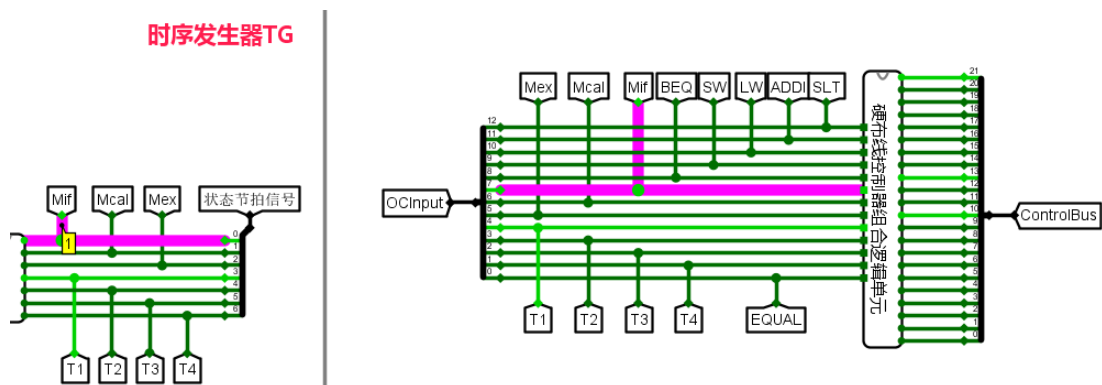 时序发生器TG
Mif
Mcal
Mex
状态节拍信号
1
0
1
2
3
4
5
6
T1
T2
T3
T4
Mex
Mcal
Mif
BEQ
SW
LW
ADDI
SLT
OCInput
12
11
10
9
8
7
6
5
4
3
2
1
0
硬布线控制器组合逻辑单元
21
20
19
18
17
16
15
14
13
12
11
10
9
8
7
6
5
4
3
2
1
0
ControlBus
T1
T2
T3
T4
EQUAL